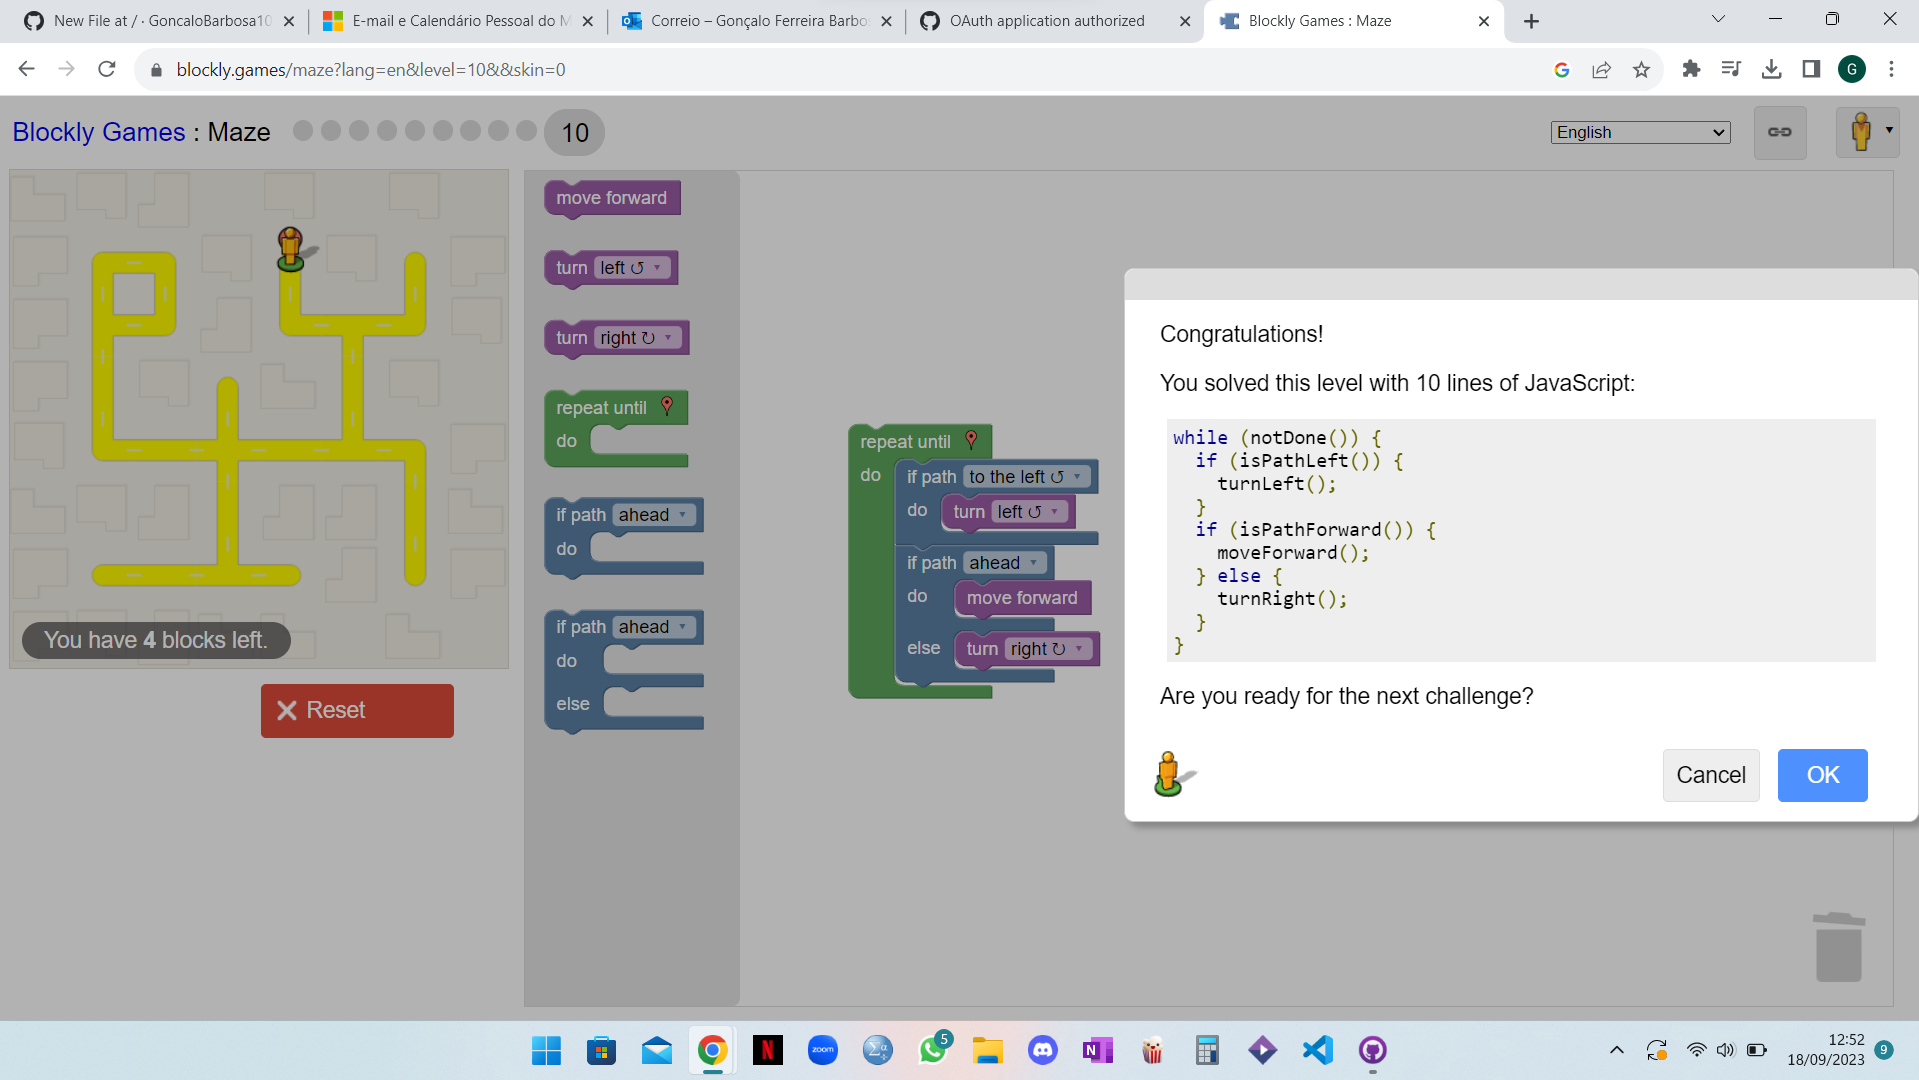 New File at / · GoncaloBarbosa10
E-mail e Calendário Pessoal do M
Correio – Gonçalo Ferreira Barbo
OAuth application authorized
Blockly Games : Maze
blockly.games/maze?lang=en&level=10&&skin=0
G
Blockly Games : Maze
10
English
You have 4 blocks left.
Reset
move forward
turn left ↺
turn right ↻
repeat until
do
if path ahead
do
if path ahead
do
else
repeat until
do
if path to the left ↺
do
turn left ↺
if path ahead
do
move forward
else
turn right ↻
Congratulations!
You solved this level with 10 lines of JavaScript:
while (notDone()) {
if (isPathLeft()) {
turnLeft();
}
if (isPathForward()) {
moveForward();
} else {
turnRight();
}
}
Are you ready for the next challenge?
Cancel
OK
N
zoom
5
N
12:52
18/09/2023
9